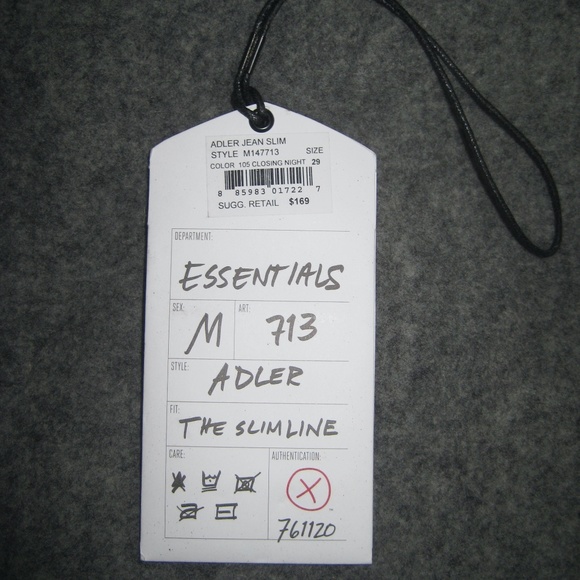 ADLER JEAN SLIM
STYLE M147713 SIZE
COLOR 105 CLOSING NIGHT 29
8 85983 01722 7
SUGG. RETAIL $169
DEPARTMENT:
ESSENTIALS
SEX: ART:
M 713
STYLE:
ADLER
FIT:
THE SLIMLINE
CARE: AUTHENTICATION:
X
761120